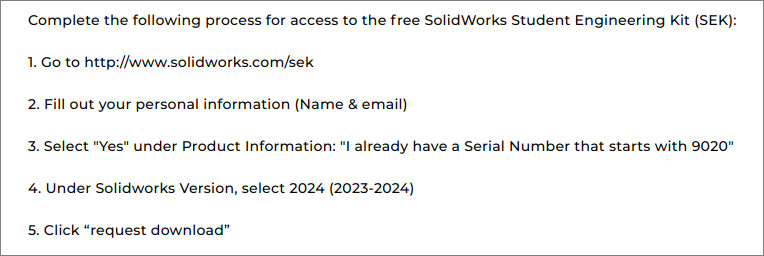 Complete the following process for access to the free SolidWorks Student Engineering Kit (SEK):
1. Go to http://www.solidworks.com/sek
2. Fill out your personal information (Name & email)
3. Select "Yes" under Product Information: "I already have a Serial Number that starts with 9020"
4. Under Solidworks Version, select 2024 (2023-2024)
5. Click “request download”